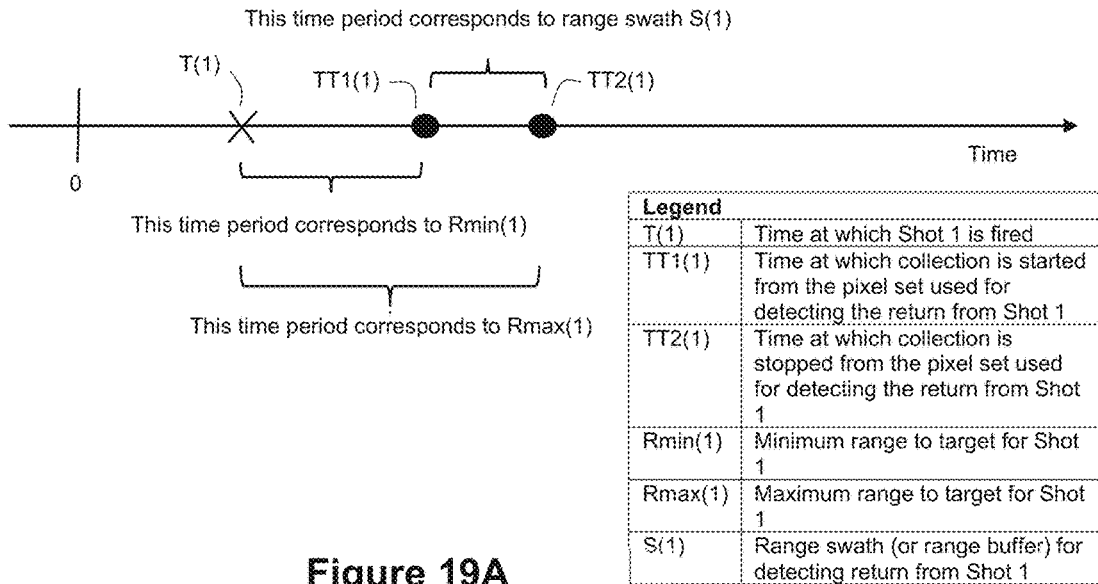 This time period corresponds to range swath S(1)
T(1)
TT1(1)
TT2(1)
Time
0
This time period corresponds to Rmin(1)
This time period corresponds to Rmax(1)
Legend
T(1) Time at which Shot 1 is fired
TT1(1) Time at which collection is started
from the pixel set used for
detecting the return from Shot 1
TT2(1) Time at which collection is
stopped from the pixel set used
for detecting the return from Shot
1
Rmin(1) Minimum range to target for Shot
1
Rmax(1) Maximum range to target for Shot
1
S(1) Range swath (or range buffer) for
detecting return from Shot 1
Figure 19A